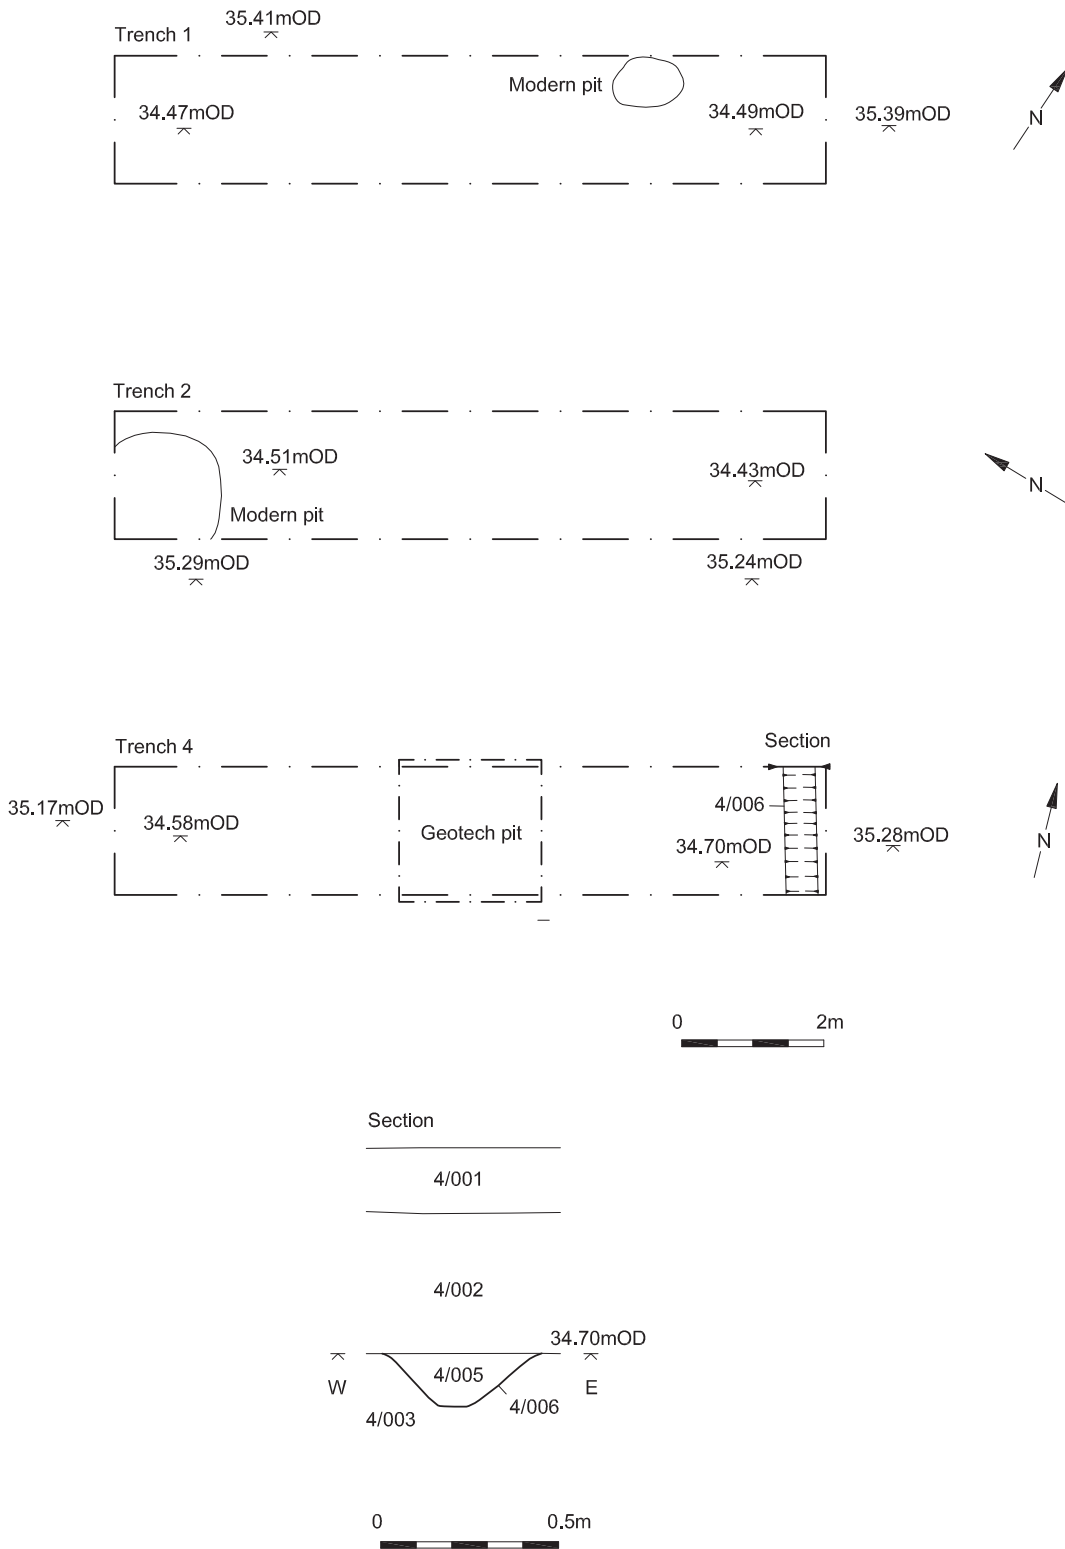 35.41mOD
Trench 1
Modern pit
34.47mOD
34.49mOD
35.39mOD
N
Trench 2
34.51mOD
34.43mOD
N
Modern pit
35.29mOD
35.24mOD
Trench 4
Section
35.17mOD
34.58mOD
Geotech pit
4/006
34.70mOD
35.28mOD
N
0 2m
Section
4/001
4/002
34.70mOD
4/005
W
E
4/006
4/003
0 0.5m